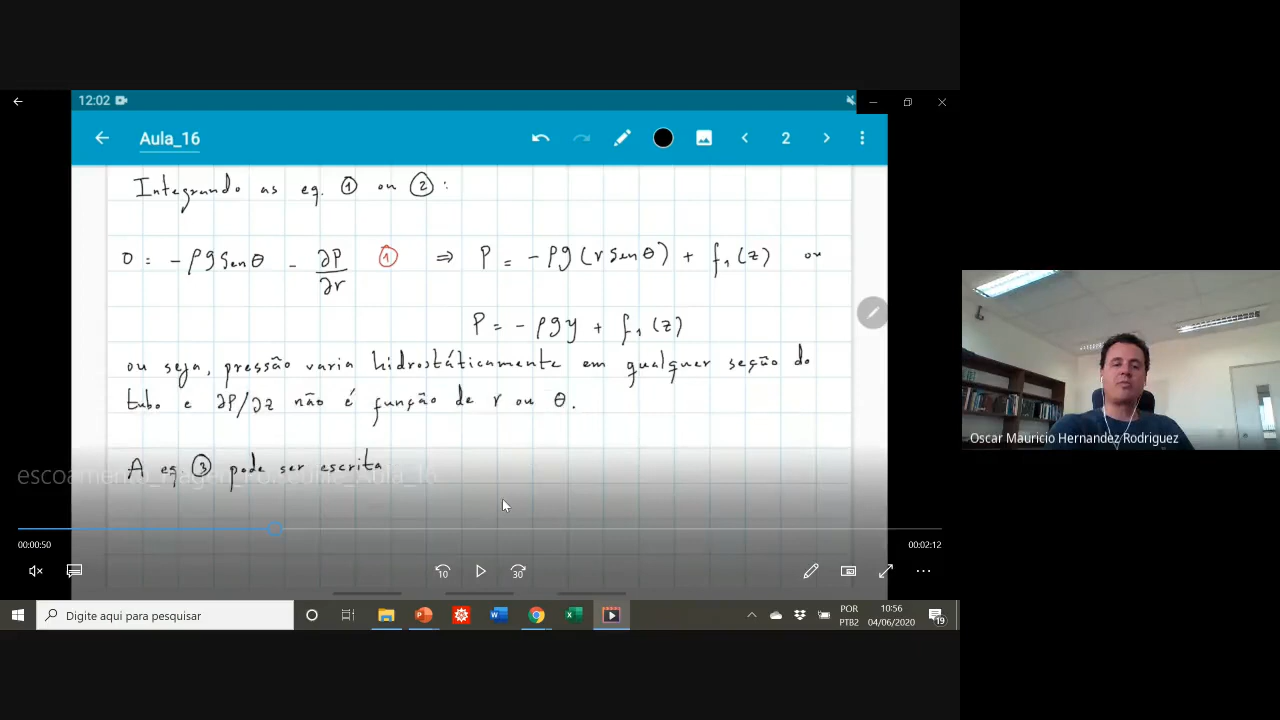 12:02
Aula_16
2
Integrando as eq. ① ou ② :
0 = - ρg sen θ - ∂P/∂r ① ⇒ P = - ρg (r sen θ) + f₁(z) ou
P = - ρgy + f₁(z)
ou seja, pressão varia hidrostáticamente em qualquer seção do
tubo e ∂P/∂z não é função de r ou θ.
A eq ③ pode ser escrita
Oscar Mauricio Hernandez Rodriguez
00:00:50
00:02:12
10
30
Digite aqui para pesquisar
POR
PTB2
10:56
04/06/2020
19